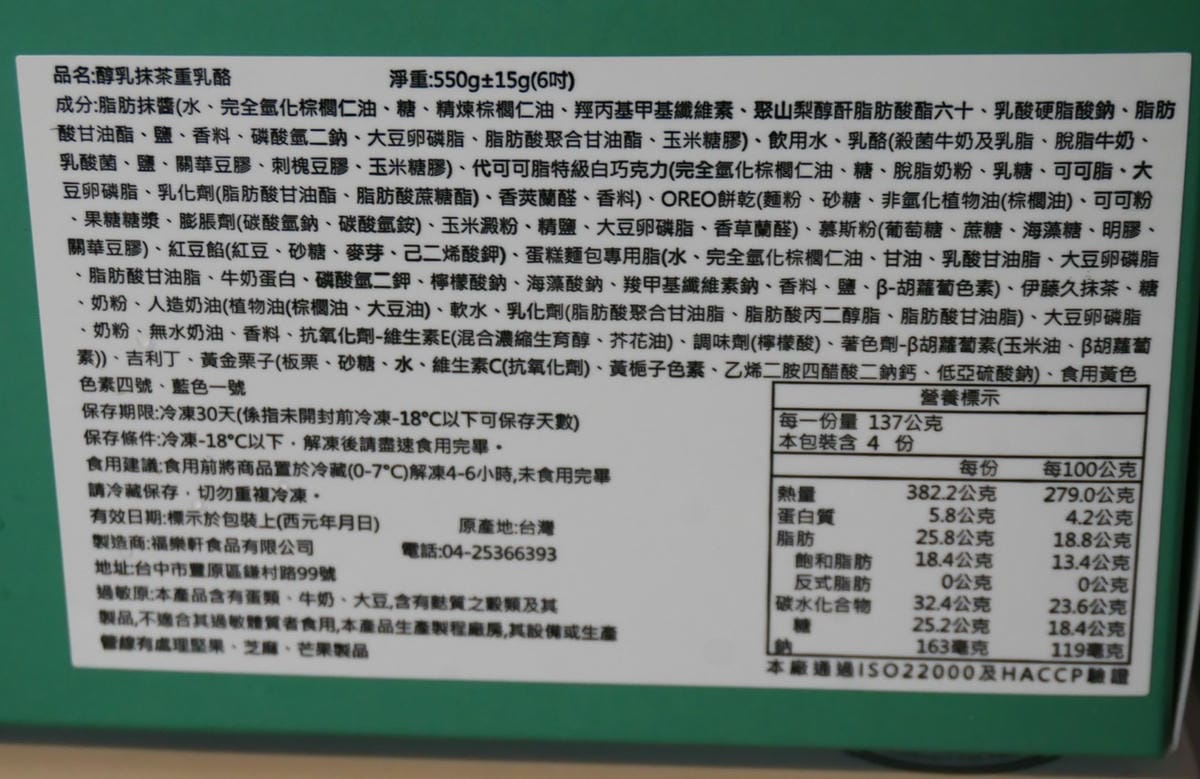 品名:醇乳抹茶重乳酪 淨重:550g±15g(6吋)
成分:脂肪抹醬(水、完全氫化棕櫚仁油、糖、精煉棕櫚仁油、羥丙基甲基纖維素、聚山梨醇酐脂肪酸酯六十、乳酸硬脂酸鈉、脂肪
酸甘油酯、鹽、香料、磷酸氫二鈉、大豆卵磷脂、脂肪酸聚合甘油酯、玉米糖膠)、飲用水、乳酪(殺菌牛奶及乳脂、脫脂牛奶、
乳酸菌、鹽、關華豆膠、刺槐豆膠、玉米糖膠)、代可可脂特級白巧克力(完全氫化棕櫚仁油、糖、脫脂奶粉、乳糖、可可脂、大
豆卵磷脂、乳化劑(脂肪酸甘油酯、脂肪酸蔗糖酯)、香莢蘭醛、香料)、OREO餅乾(麵粉、砂糖、非氫化植物油(棕櫚油)、可可粉
、果糖糖漿、膨脹劑(碳酸氫鈉、碳酸氫銨)、玉米澱粉、精鹽、大豆卵磷脂、香草蘭醛)、慕斯粉(葡萄糖、蔗糖、海藻糖、明膠、
關華豆膠)、紅豆餡(紅豆、砂糖、麥芽、己二烯酸鉀)、蛋糕麵包專用脂(水、完全氫化棕櫚仁油、甘油、乳酸甘油脂、大豆卵磷脂
、脂肪酸甘油脂、牛奶蛋白、磷酸氫二鉀、檸檬酸鈉、海藻酸鈉、羧甲基纖維素鈉、香料、鹽、β-胡蘿蔔色素)、伊藤久抹茶、糖
、奶粉、人造奶油(植物油(棕櫚油、大豆油)、軟水、乳化劑(脂肪酸聚合甘油脂、脂肪酸丙二醇脂、脂肪酸甘油脂)、大豆卵磷脂
、奶粉、無水奶油、香料、抗氧化劑-維生素E(混合濃縮生育醇、芥花油)、調味劑(檸檬酸)、著色劑-β胡蘿蔔素(玉米油、β胡蘿蔔
素))、吉利丁、黃金栗子(板栗、砂糖、水、維生素C(抗氧化劑)、黃梔子色素、乙烯二胺四醋酸二鈉鈣、低亞硫酸鈉)、食用黃色
色素四號、藍色一號
保存期限:冷凍30天(係指未開封前冷凍-18°C以下可保存天數)
保存條件:冷凍-18°C以下，解凍後請盡速食用完畢。
食用建議:食用前將商品置於冷藏(0-7°C)解凍4-6小時,未食用完畢
請冷藏保存，切勿重複冷凍。
有效日期:標示於包裝上(西元年月日) 原產地:台灣
製造商:福樂軒食品有限公司 電話:04-25366393
地址:台中市豐原區鎌村路99號
過敏原:本產品含有蛋類、牛奶、大豆,含有麩質之穀類及其
製品,不適合其過敏體質者食用,本產品生產製程廠房,其設備或生產
管線有處理堅果、芝麻、芒果製品
營養標示
每一份量 137公克
本包裝含 4 份
每份 每100公克
熱量 382.2公克 279.0公克
蛋白質 5.8公克 4.2公克
脂肪 25.8公克 18.8公克
飽和脂肪 18.4公克 13.4公克
反式脂肪 0公克 0公克
碳水化合物 32.4公克 23.6公克
糖 25.2公克 18.4公克
鈉 163毫克 119毫克
本廠通過ISO22000及HACCP驗證